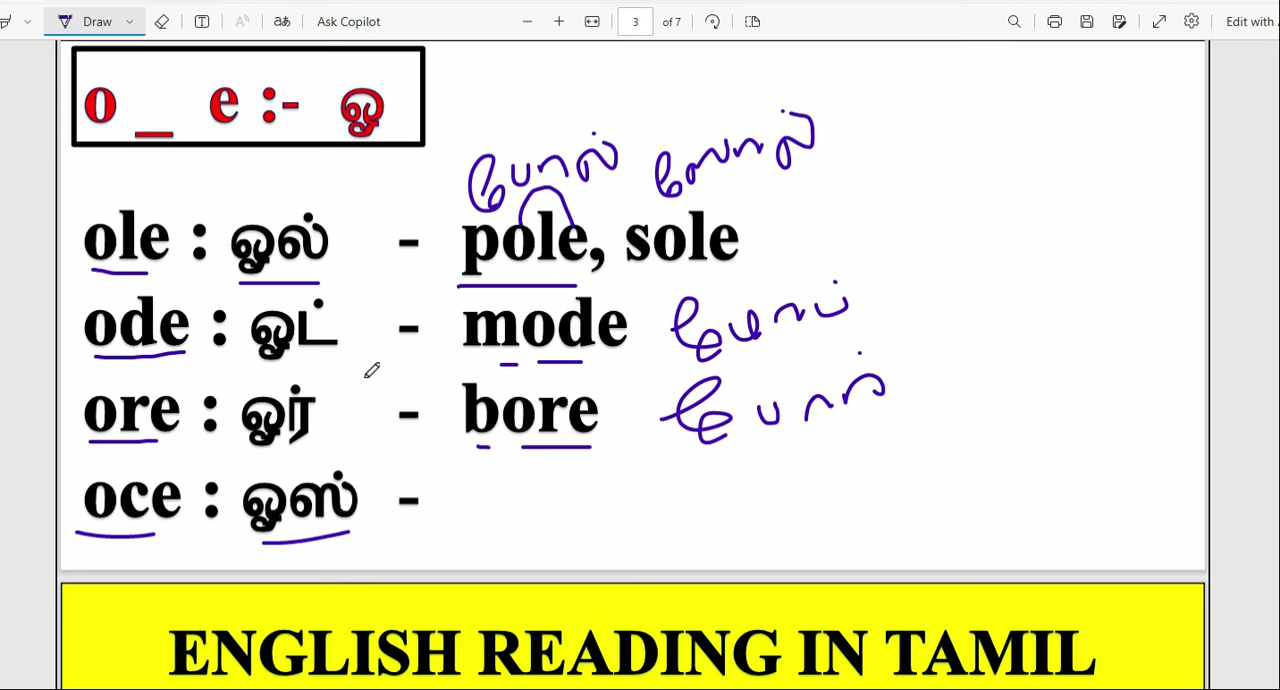 Draw Ask Copilot 3 of 7 Edit with
o _ e :- ஓ
போல் ஸோல்
ole : ஓல் - pole, sole
ode : ஓட் - mode மோட்
ore : ஓர் - bore போர்
oce : ஓஸ் -
ENGLISH READING IN TAMIL